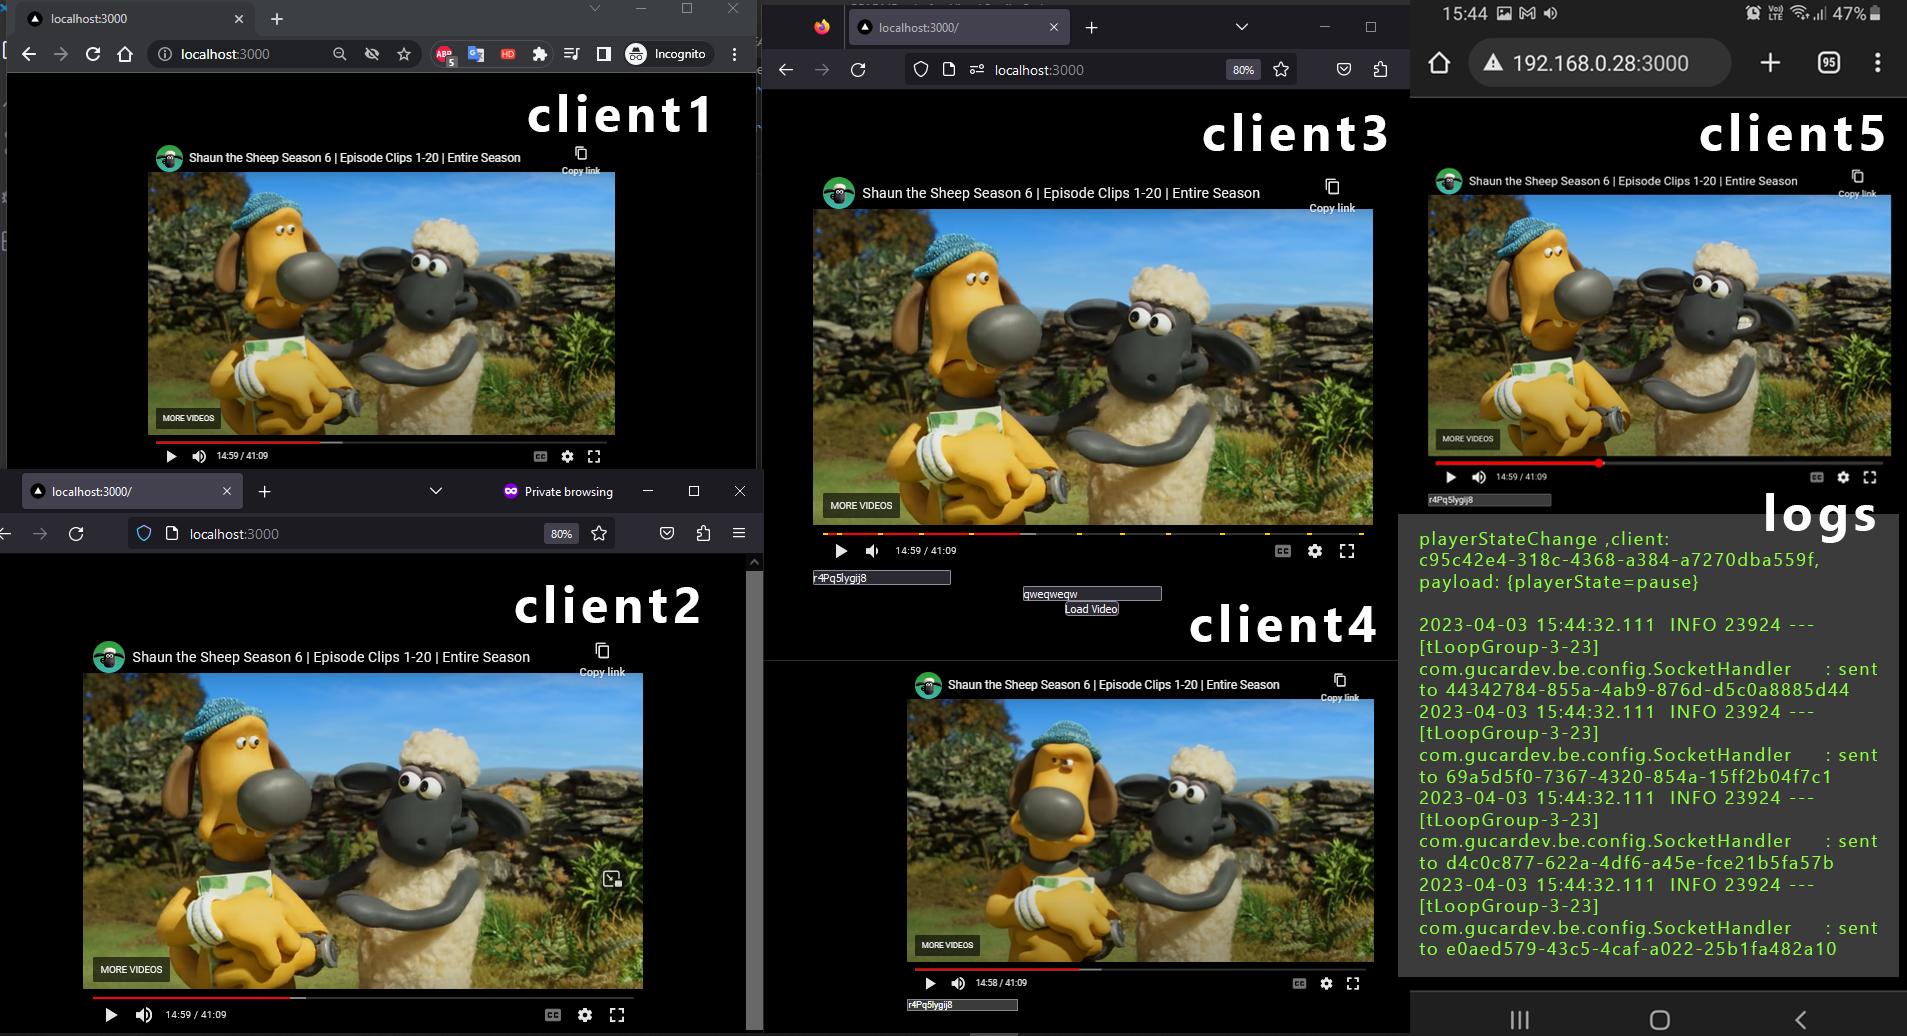 localhost:3000
localhost:3000
5
HD
Incognito
client1
Shaun the Sheep Season 6 | Episode Clips 1-20 | Entire Season
Copy link
MORE VIDEOS
14:59 / 41:09
CC
localhost:3000/
Private browsing
localhost:3000
80%
client2
Shaun the Sheep Season 6 | Episode Clips 1-20 | Entire Season
Copy link
MORE VIDEOS
14:59 / 41:09
CC
localhost:3000/
localhost:3000
80%
client3
Shaun the Sheep Season 6 | Episode Clips 1-20 | Entire Season
Copy link
MORE VIDEOS
14:59 / 41:09
CC
r4Pq5lygij8
qweqweqw
Load Video
client4
Shaun the Sheep Season 6 | Episode Clips 1-20 | Entire Season
Copy link
MORE VIDEOS
14:58 / 41:09
CC
r4Pq5lygij8
15:44
47%
192.168.0.28:3000
95
client5
Shaun the Sheep Season 6 | Episode Clips 1-20 | Entire Season
Copy link
MORE VIDEOS
14:59 / 41:09
CC
r4Pq5lygij8
logs
playerStateChange ,client:
c95c42e4-318c-4368-a384-a7270dba559f,
payload: {playerState=pause}
2023-04-03 15:44:32.111 INFO 23924 ---
[tLoopGroup-3-23]
com.gucardev.be.config.SocketHandler : sent
to 44342784-855a-4ab9-876d-d5c0a8885d44
2023-04-03 15:44:32.111 INFO 23924 ---
[tLoopGroup-3-23]
com.gucardev.be.config.SocketHandler : sent
to 69a5d5f0-7367-4320-854a-15ff2b04f7c1
2023-04-03 15:44:32.111 INFO 23924 ---
[tLoopGroup-3-23]
com.gucardev.be.config.SocketHandler : sent
to d4c0c877-622a-4df6-a45e-fce21b5fa57b
2023-04-03 15:44:32.111 INFO 23924 ---
[tLoopGroup-3-23]
com.gucardev.be.config.SocketHandler : sent
to e0aed579-43c5-4caf-a022-25b1fa482a10